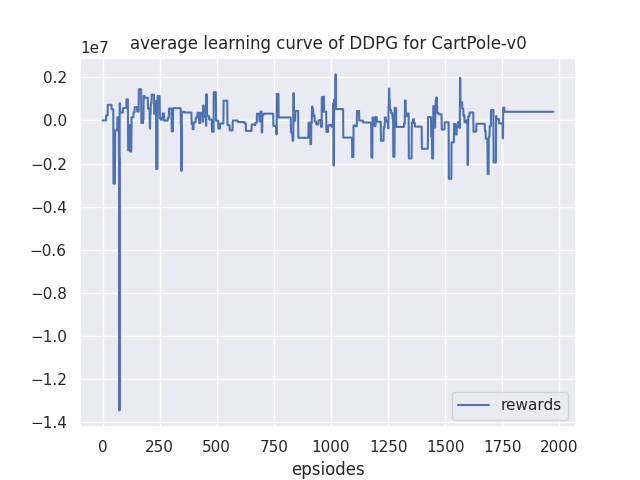 average learning curve of DDPG for CartPole-v0
1e7
0.2
0.0
−0.2
−0.4
−0.6
−0.8
−1.0
−1.2
−1.4
rewards
0 250 500 750 1000 1250 1500 1750 2000
epsiodes